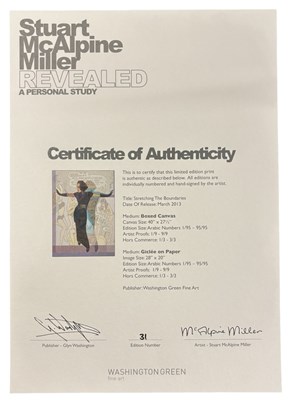 Stuart
McAlpine
Miller
REVEALED
A PERSONAL STUDY
Certificate of Authenticity
This is to certify that this limited edition print
is authentic as described below. All editions are
individually numbered and hand-signed by the artist.
Title: Stretching The Boundaries
Date Of Release: March 2013
Medium: Boxed Canvas
Canvas Size: 40" x 27½"
Edition Size: Arabic Numbers 1/95 – 95/95
Artist Proofs: 1/9 - 9/9
Hors Commerce: 1/3 - 3/3
Medium: Giclée on Paper
Image Size: 28" x 20"
Edition Size: Arabic Numbers 1/95 – 95/95
Artist Proofs: 1/9 - 9/9
Hors Commerce: 1/3 - 3/3
Publisher: Washington Green Fine Art
31
McAlpine Miller
Publisher – Glyn Washington
Edition Number
Artist – Stuart McAlpine Miller
WASHINGTON GREEN
fine art